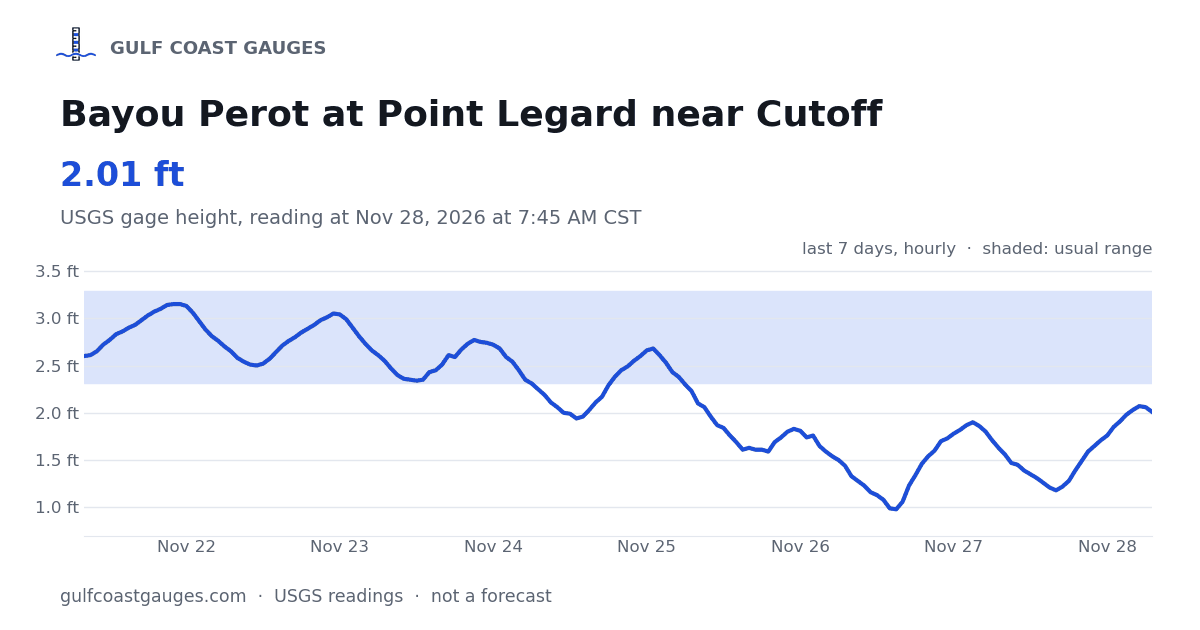 GULF COAST GAUGES
Bayou Perot at Point Legard near Cutoff
2.01 ft
USGS gage height, reading at Nov 28, 2026 at 7:45 AM CST
last 7 days, hourly · shaded: usual range
3.5 ft
3.0 ft
2.5 ft
2.0 ft
1.5 ft
1.0 ft
Nov 22 Nov 23 Nov 24 Nov 25 Nov 26 Nov 27 Nov 28
gulfcoastgauges.com · USGS readings · not a forecast